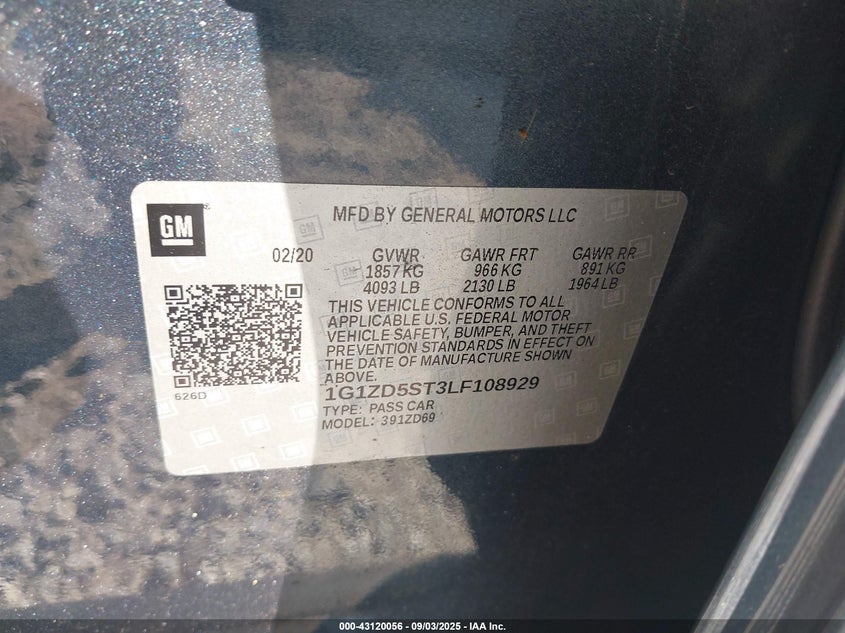 GM
MFD BY GENERAL MOTORS LLC
02/20 GVWR GAWR FRT GAWR RR
1857 KG 966 KG 891 KG
4093 LB 2130 LB 1964 LB
THIS VEHICLE CONFORMS TO ALL
APPLICABLE U.S. FEDERAL MOTOR
VEHICLE SAFETY, BUMPER, AND THEFT
PREVENTION STANDARDS IN EFFECT ON
THE DATE OF MANUFACTURE SHOWN
ABOVE.
626D
1G1ZD5ST3LF108929
TYPE: PASS CAR
MODEL: 391ZD69
000-43120056 - 09/03/2025 - IAA Inc.